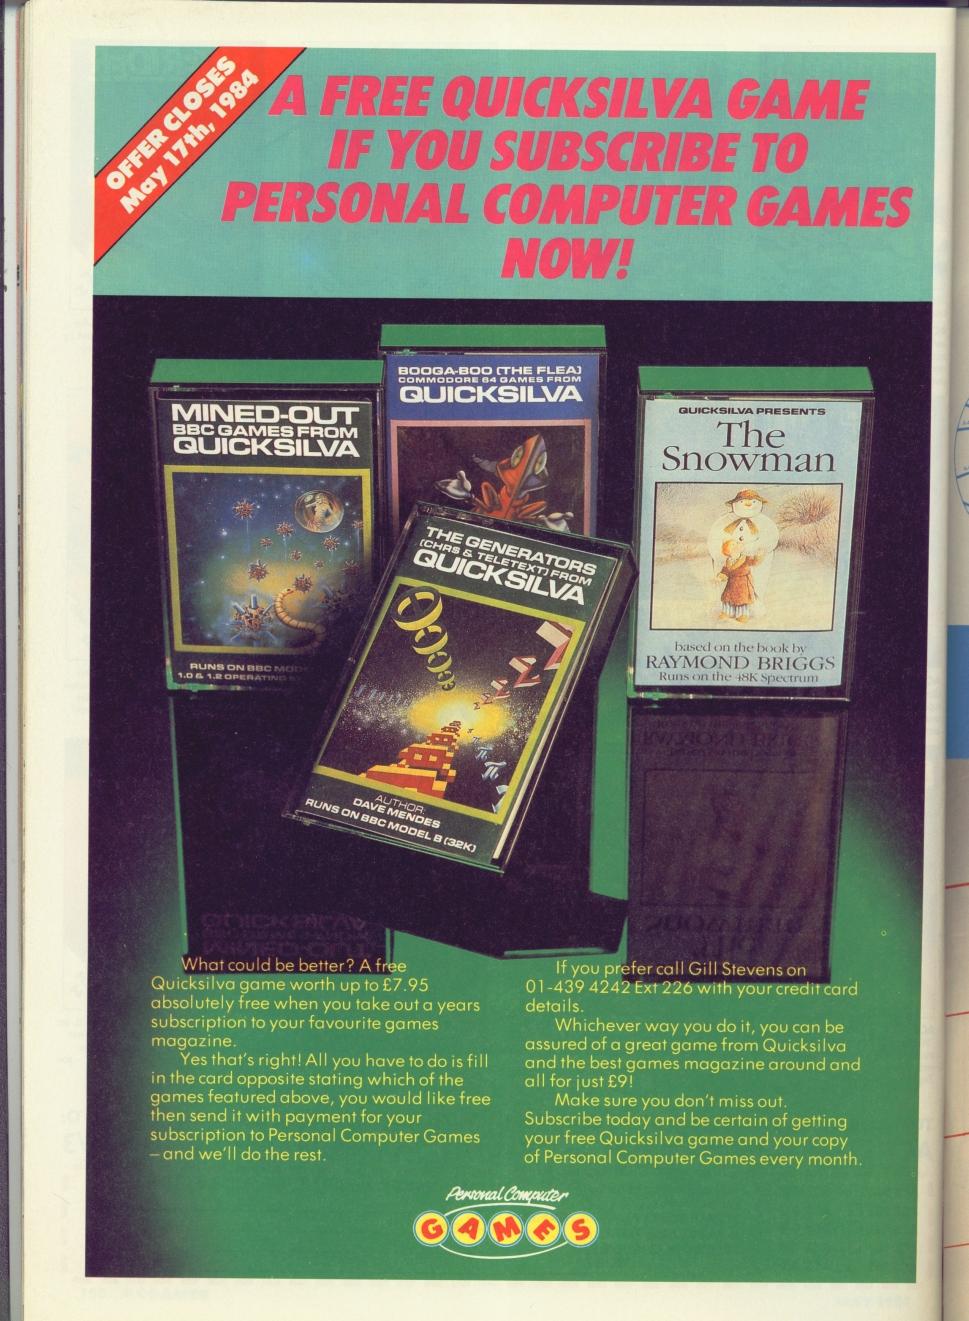 OFFER CLOSES
May 17th, 1984
A FREE QUICKSILVA GAME
IF YOU SUBSCRIBE TO
PERSONAL COMPUTER GAMES
NOW!
MINED-OUT
BBC GAMES FROM
QUICKSILVA
RUNS ON BBC
1.0 & 1.2 OPERATING
BOOGA-BOO (THE FLEA)
COMMODORE 64 GAMES FROM
QUICKSILVA
THE GENERATORS
(CHRS & TELETEXT) FROM
QUICKSILVA
AUTHOR:
DAVE MENDES
RUNS ON BBC MODEL B (32K)
QUICKSILVA PRESENTS
The
Snowman
based on the book by
RAYMOND BRIGGS
Runs on the 48K Spectrum
What could be better? A free
Quicksilva game worth up to £7.95
absolutely free when you take out a years
subscription to your favourite games
magazine.
Yes that's right! All you have to do is fill
in the card opposite stating which of the
games featured above, you would like free
then send it with payment for your
subscription to Personal Computer Games
– and we'll do the rest.
If you prefer call Gill Stevens on
01-439 4242 Ext 226 with your credit card
details.
Whichever way you do it, you can be
assured of a great game from Quicksilva
and the best games magazine around and
all for just £9!
Make sure you don't miss out.
Subscribe today and be certain of getting
your free Quicksilva game and your copy
of Personal Computer Games every month.
Personal Computer
GAMES